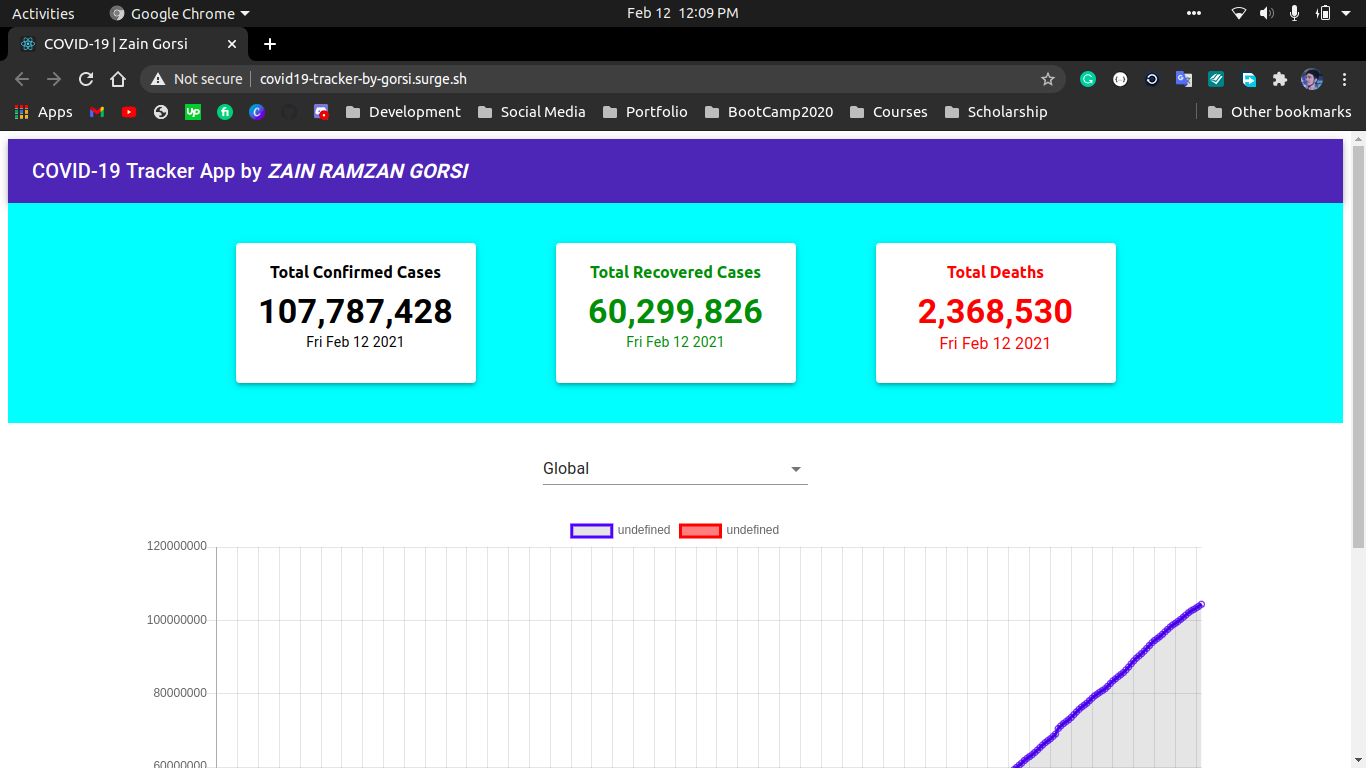 Activities Google Chrome Feb 12 12:09 PM
COVID-19 | Zain Gorsi
Not secure covid19-tracker-by-gorsi.surge.sh
Apps Up fi C Development Social Media Portfolio BootCamp2020 Courses Scholarship Other bookmarks
COVID-19 Tracker App by ZAIN RAMZAN GORSI
Total Confirmed Cases
107,787,428
Fri Feb 12 2021
Total Recovered Cases
60,299,826
Fri Feb 12 2021
Total Deaths
2,368,530
Fri Feb 12 2021
Global
undefined undefined
120000000
100000000
80000000
60000000